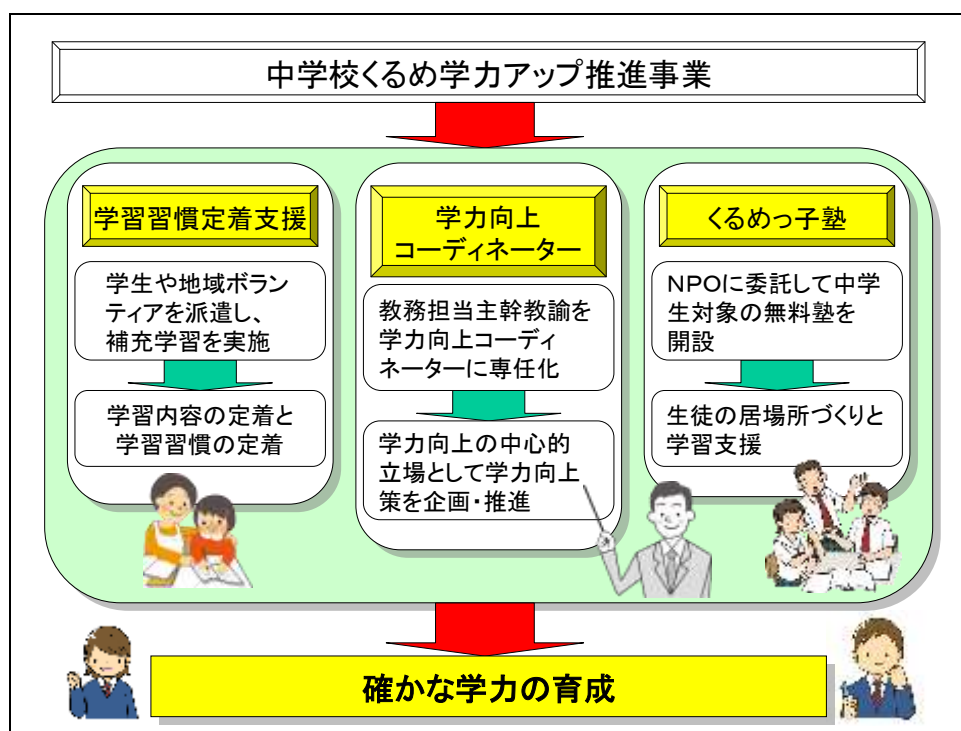 中学校くるめ学力アップ推進事業
学習習慣定着支援
学生や地域ボラン
ティアを派遣し、
補充学習を実施
学習内容の定着と
学習習慣の定着
学力向上
コーディネーター
教務担当主幹教諭を
学力向上コーディ
ネーターに専任化
学力向上の中心的
立場として学力向上
策を企画・推進
くるめっ子塾
NPOに委託して中学
生対象の無料塾を
開設
生徒の居場所づくりと
学習支援
確かな学力の育成